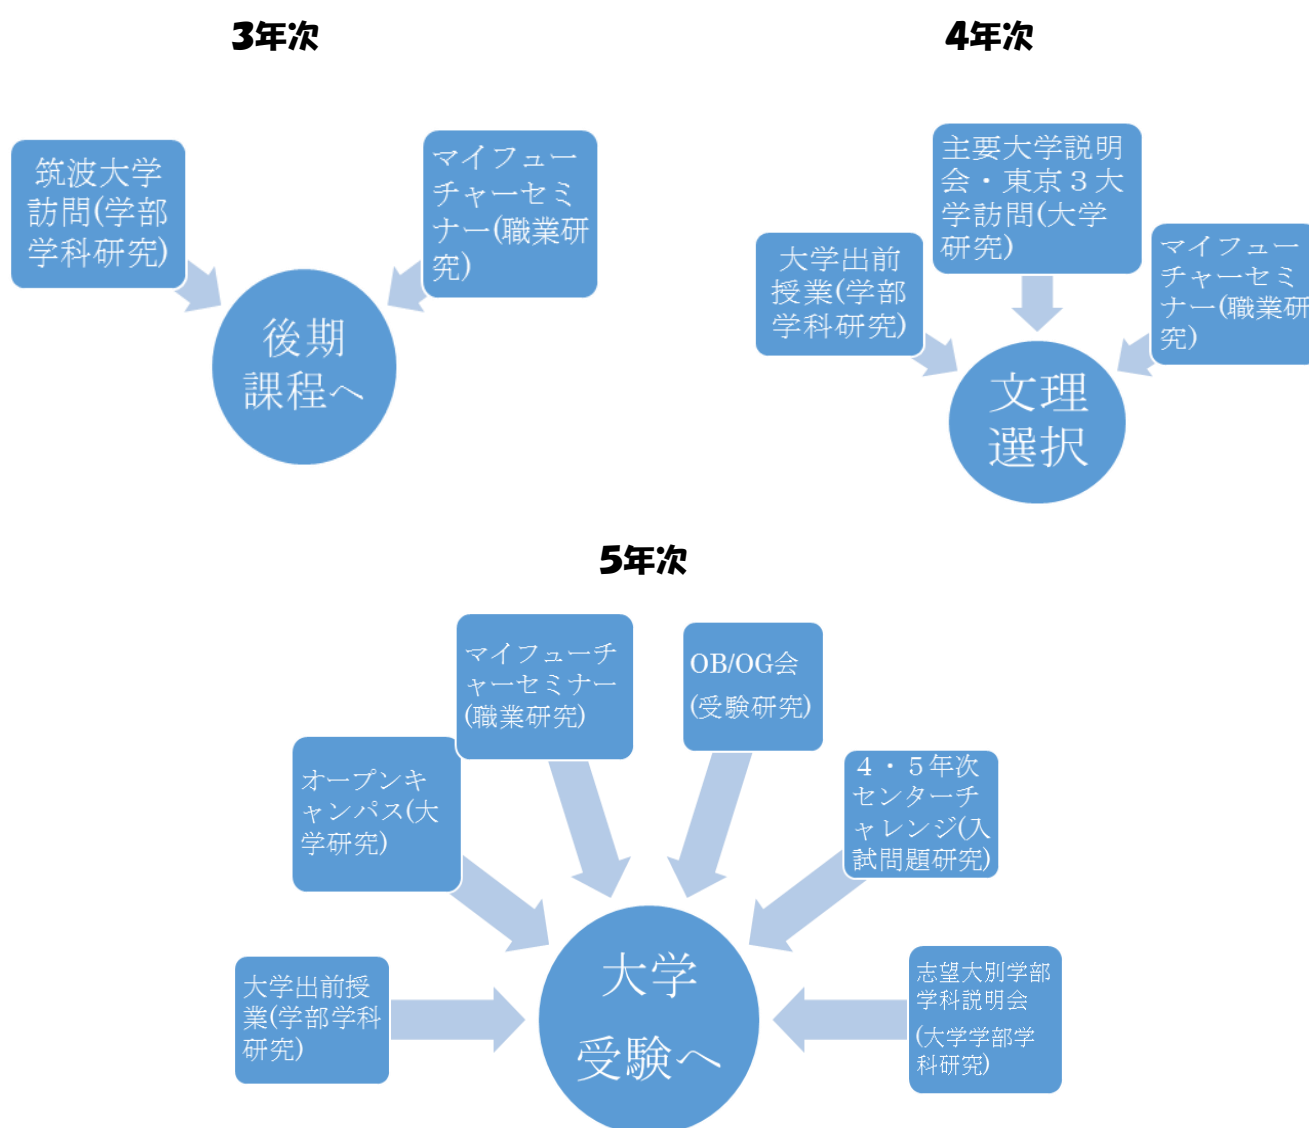 3年次
筑波大学
訪問(学部
学科研究)
マイフュー
チャーセミ
ナー(職業研
究)
後期
課程へ
4年次
主要大学説明
会・東京３大
学訪問(大学
研究)
大学出前
授業(学部
学科研究)
マイフュー
チャーセミ
ナー(職業研
究)
文理
選択
5年次
マイフューチ
ャーセミナー
(職業研究)
OB/OG会
(受験研究)
オープンキ
ャンパス(大
学研究)
４・５年次
センターチ
ャレンジ(入
試問題研究)
大学出前授
業(学部学科
研究)
志望大別学部
学科説明会
(大学学部学
科研究)
大学
受験へ